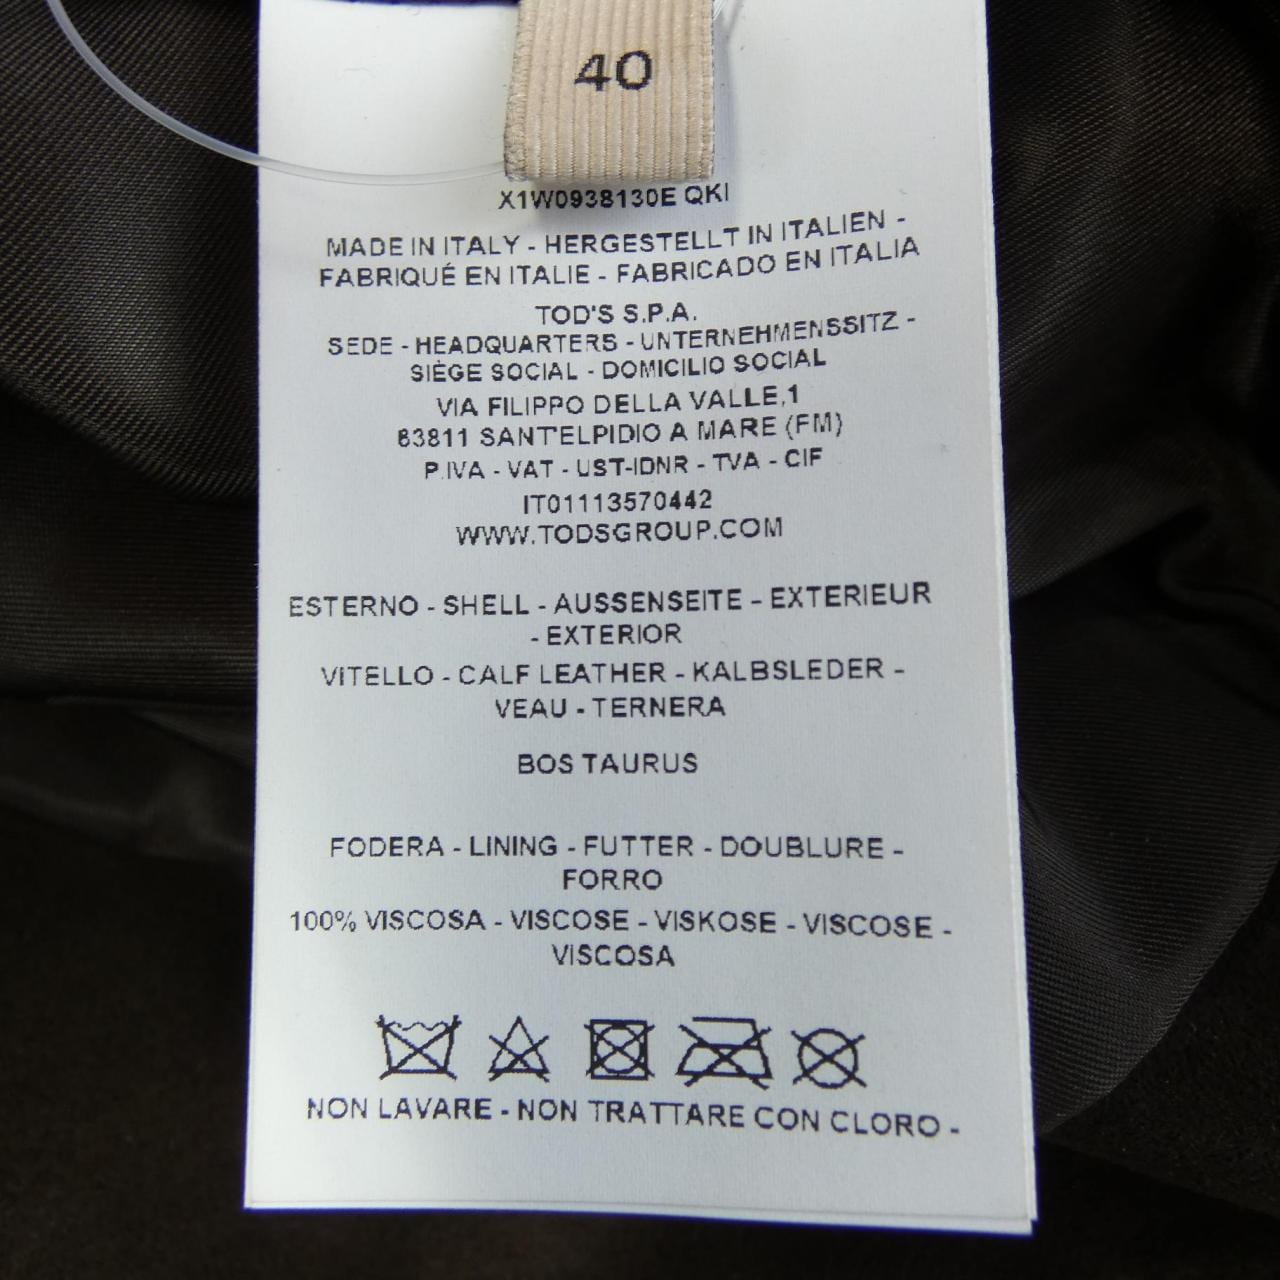 40
X1W0938130E QKI
MADE IN ITALY - HERGESTELLT IN ITALIEN -
FABRIQUÉ EN ITALIE - FABRICADO EN ITALIA
TOD'S S.P.A.
SEDE - HEADQUARTERS - UNTERNEHMENSSITZ -
SIÈGE SOCIAL - DOMICILIO SOCIAL
VIA FILIPPO DELLA VALLE,1
63811 SANT'ELPIDIO A MARE (FM)
P.IVA - VAT - UST-IDNR - TVA - CIF
IT01113570442
WWW.TODSGROUP.COM
ESTERNO - SHELL - AUSSENSEITE - EXTERIEUR
- EXTERIOR
VITELLO - CALF LEATHER - KALBSLEDER -
VEAU - TERNERA
BOS TAURUS
FODERA - LINING - FUTTER - DOUBLURE -
FORRO
100% VISCOSA - VISCOSE - VISKOSE - VISCOSE -
VISCOSA
NON LAVARE - NON TRATTARE CON CLORO -